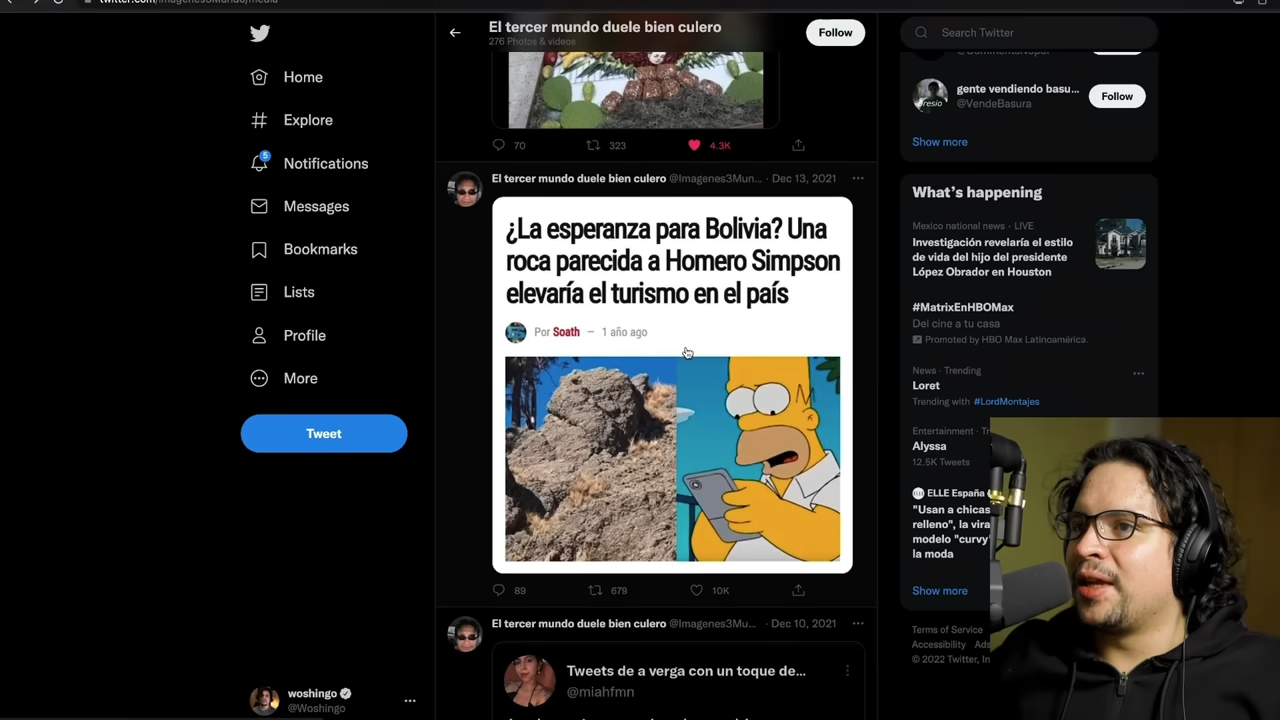 twitter.com/Imagenes3Mundo/media
El tercer mundo duele bien culero
276 Photos & videos
Follow
Search Twitter
Home
Explore
5
Notifications
Messages
Bookmarks
Lists
Profile
More
Tweet
woshingo
@Woshingo
70
323
4.3K
El tercer mundo duele bien culero @Imagenes3Mun... · Dec 13, 2021
¿La esperanza para Bolivia? Una
roca parecida a Homero Simpson
elevaría el turismo en el país
Por Soath — 1 año ago
89
679
10K
El tercer mundo duele bien culero @Imagenes3Mu... · Dec 10, 2021
Tweets de a verga con un toque de...
@miahfmn
gente vendiendo basu...
@VendeBasura
Follow
Show more
What's happening
Mexico national news · LIVE
Investigación revelaría el estilo
de vida del hijo del presidente
López Obrador en Houston
#MatrixEnHBOMax
Del cine a tu casa
Promoted by HBO Max Latinoamérica.
News · Trending
Loret
Trending with #LordMontajes
Entertainment · Tr
Alyssa
12.5K Tweets
ELLE España
"Usan a chicas
relleno", la vira
modelo "curvy"
la moda
Show more
Terms of Service
Accessibility Ads
© 2022 Twitter, In